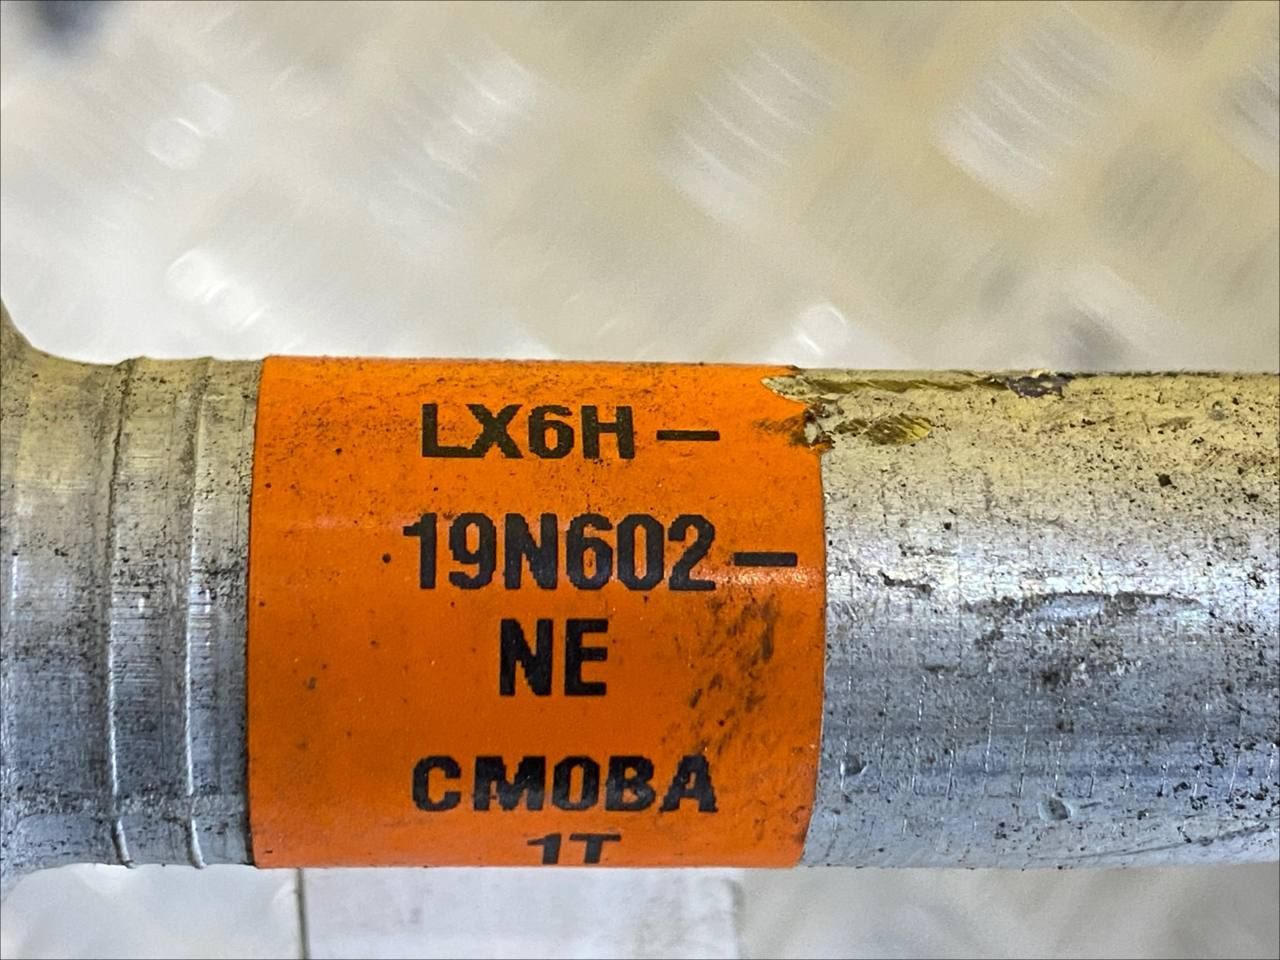 LX6H-
19N602-
NE
CM0BA
1T